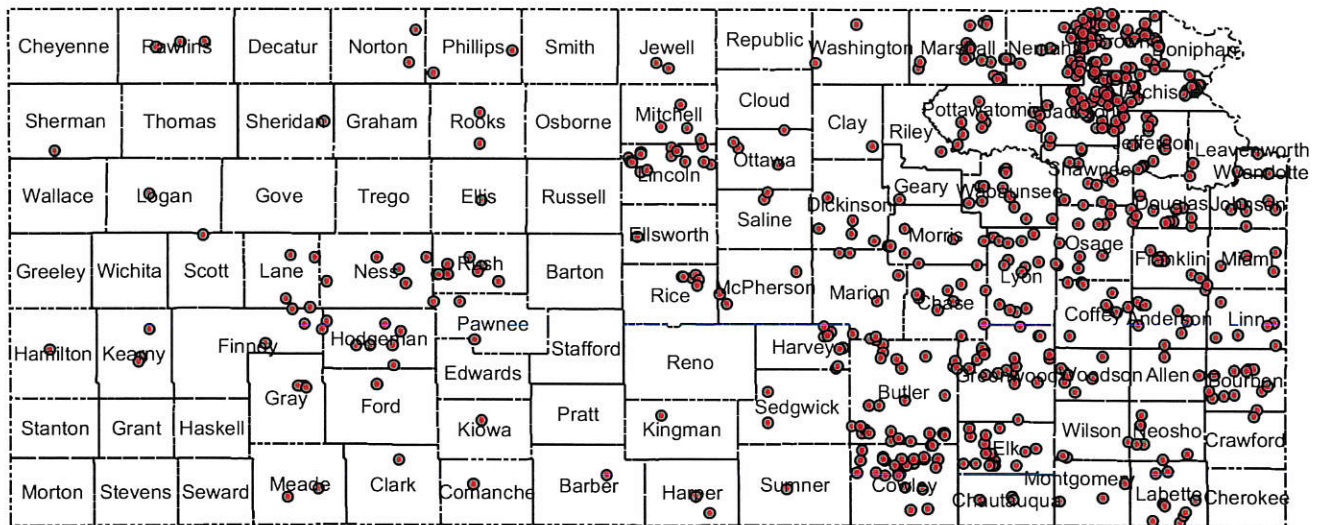 Cheyenne Rawlins Decatur Norton Phillips Smith Jewell Republic Washington Marshall Nemaha Brown Doniphan
Sherman Thomas Sheridan Graham Rooks Osborne Mitchell Cloud Clay Riley Pottawatomie Jackson Atchison
Jefferson Leavenworth
Wallace Logan Gove Trego Ellis Russell Lincoln Ottawa Geary Wabaunsee Shawnee Wyandotte
Saline Dickinson Douglas Johnson
Greeley Wichita Scott Lane Ness Rush Barton Ellsworth Morris Osage Franklin Miami
Rice McPherson Marion Chase Lyon
Hamilton Kearny Finney Hodgeman Pawnee Stafford Reno Harvey Coffey Anderson Linn
Edwards
Gray Ford Pratt Sedgwick Butler Greenwood Woodson Allen Bourbon
Stanton Grant Haskell Kiowa Kingman Wilson Neosho Crawford
Elk
Morton Stevens Seward Meade Clark Comanche Barber Harper Sumner Cowley Chautauqua Montgomery Labette Cherokee